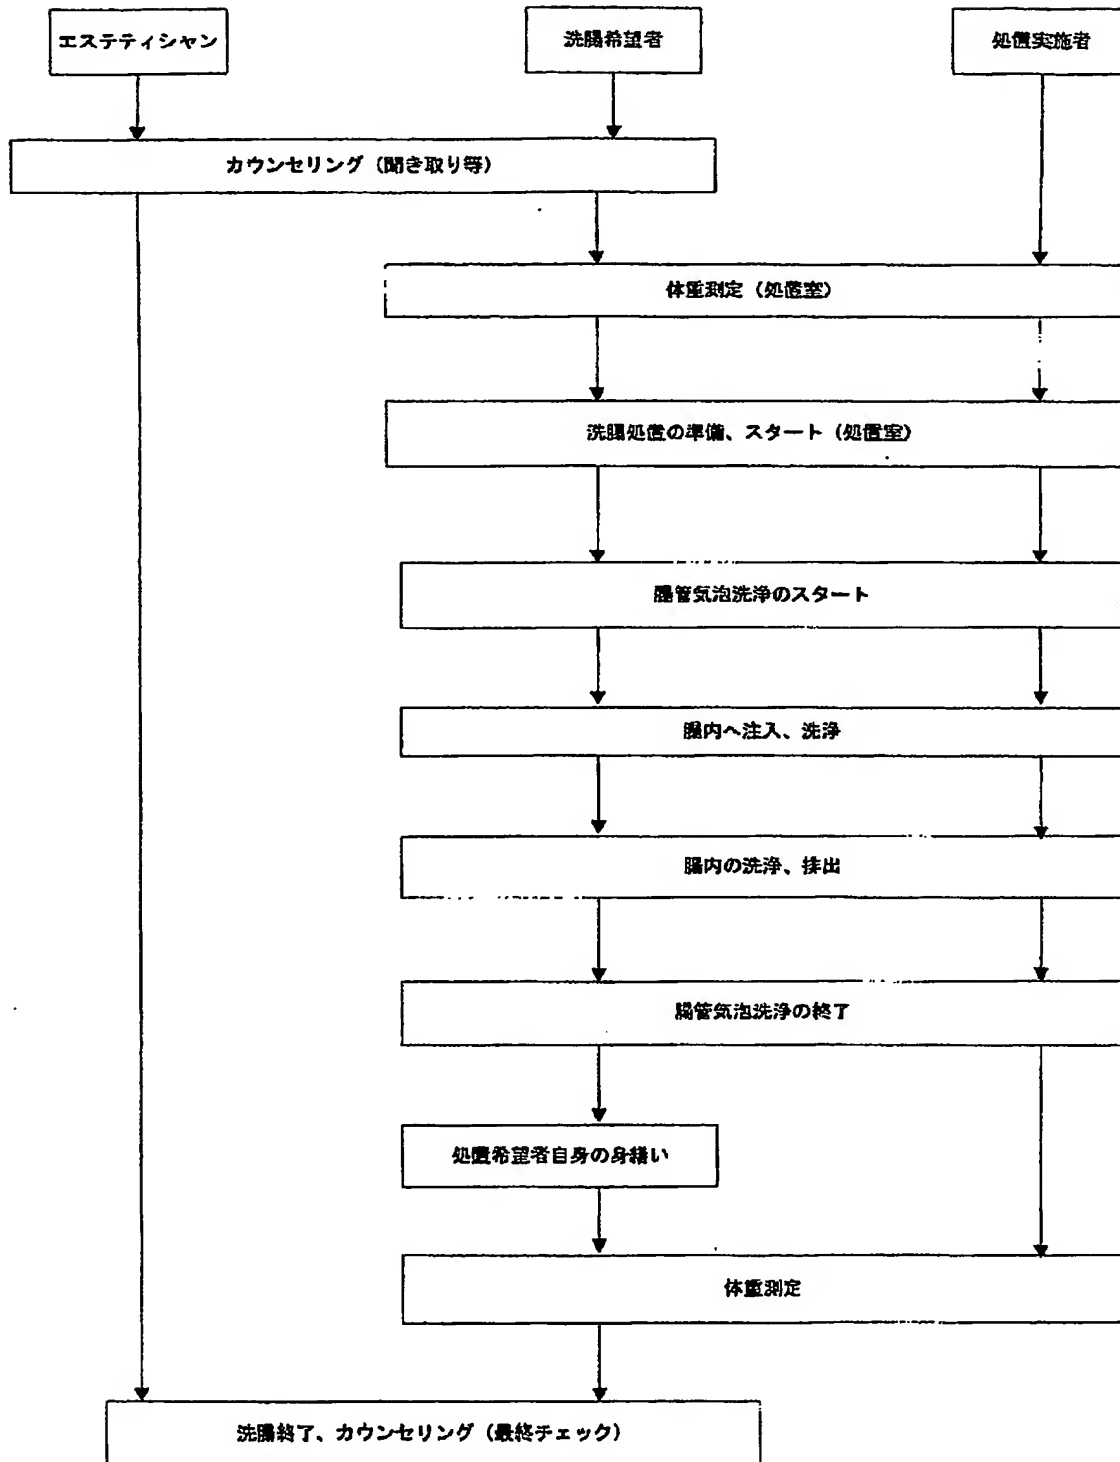 エステティシャン
洗腸希望者
処置実施者
カウンセリング（聞き取り等）
体重測定（処置室）
洗腸処置の準備、スタート（処置室）
腸管気泡洗浄のスタート
腸内へ注入、洗浄
腸内の洗浄、排出
腸管気泡洗浄の終了
処置希望者自身の身繕い
体重測定
洗腸終了、カウンセリング（最終チェック）